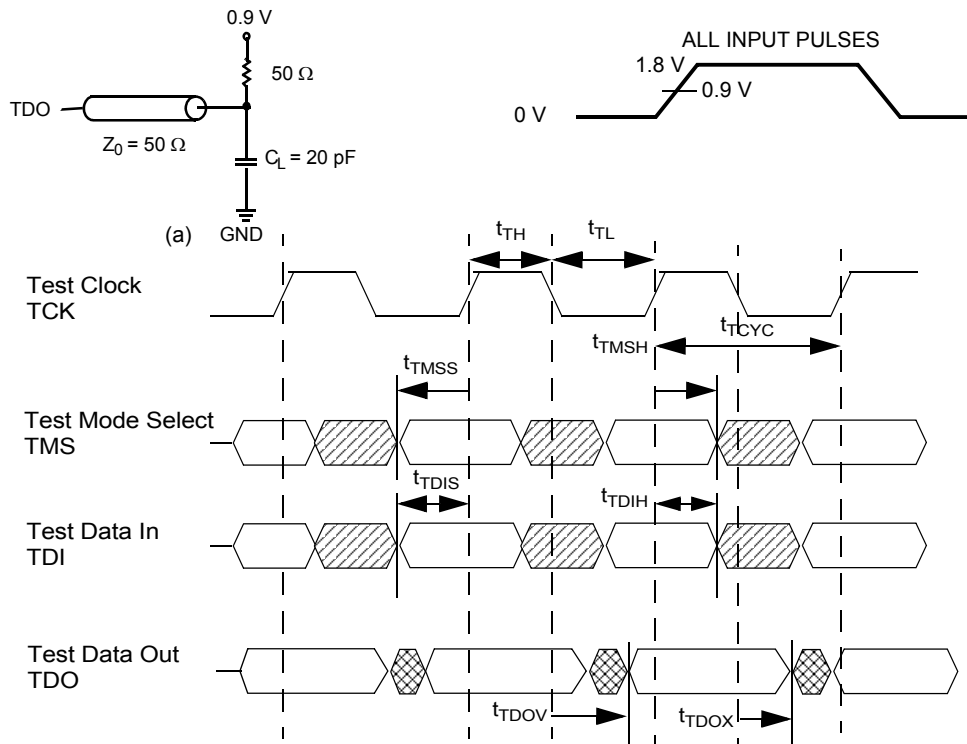 0.9 V
50 Ω
TDO
Z0 = 50 Ω
CL = 20 pF
(a) GND
ALL INPUT PULSES
1.8 V
0.9 V
0 V
tTH
tTL
Test Clock
TCK
tTCYC
tTMSH
tTMSS
Test Mode Select
TMS
tTDIS
tTDIH
Test Data In
TDI
Test Data Out
TDO
tTDOV
tTDOX